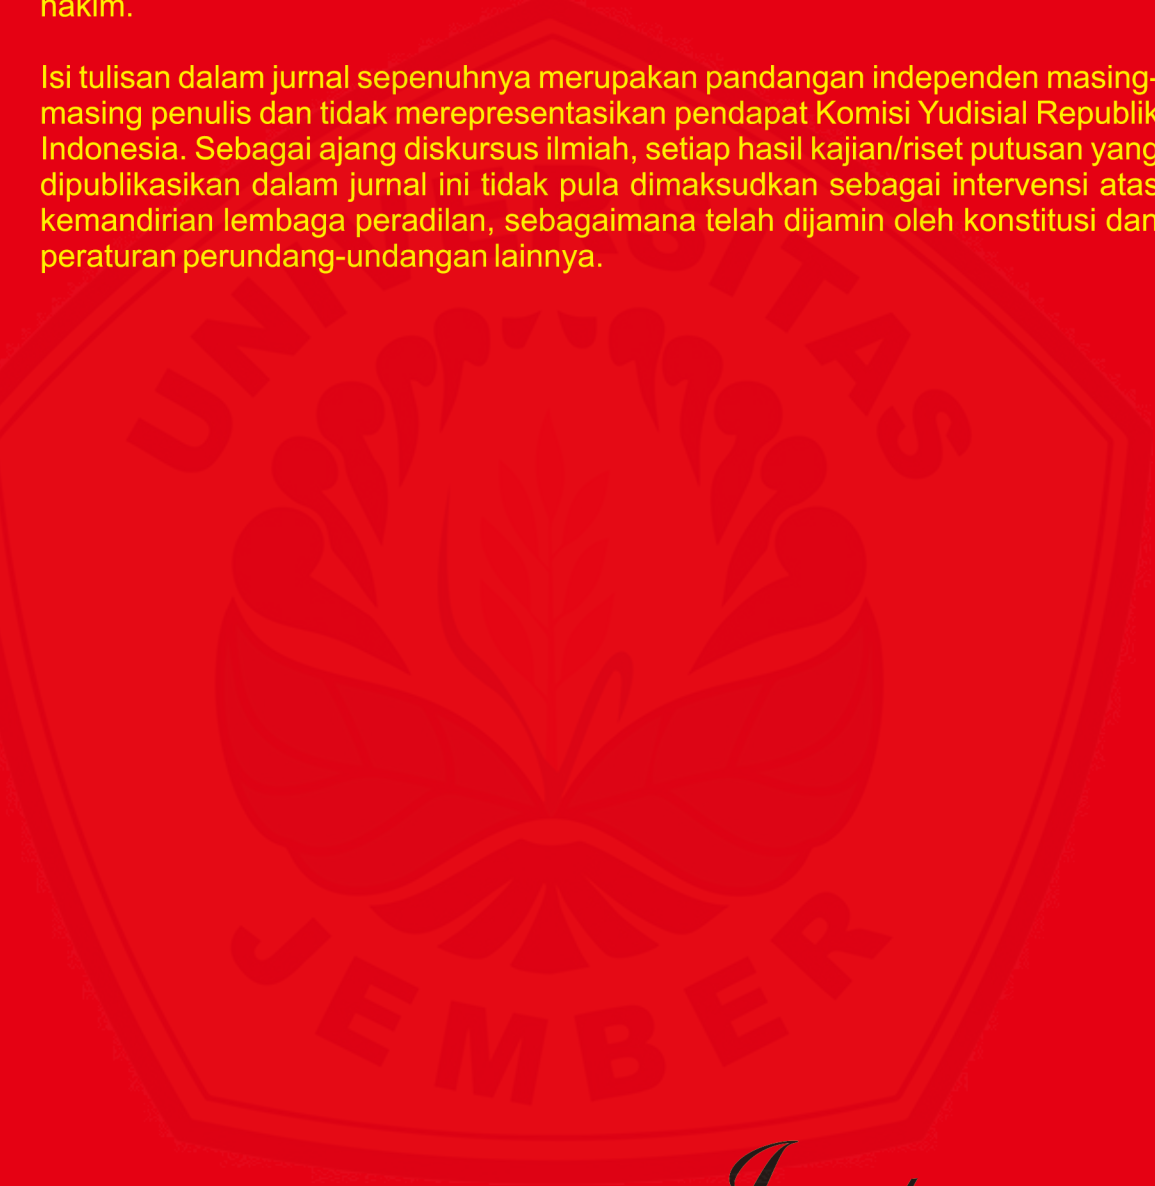 hakim.
Isi tulisan dalam jurnal sepenuhnya merupakan pandangan independen masing-
masing penulis dan tidak merepresentasikan pendapat Komisi Yudisial Republik
Indonesia. Sebagai ajang diskursus ilmiah, setiap hasil kajian/riset putusan yang
dipublikasikan dalam jurnal ini tidak pula dimaksudkan sebagai intervensi atas
kemandirian lembaga peradilan, sebagaimana telah dijamin oleh konstitusi dan
peraturan perundang-undangan lainnya.
UNIVERSITAS
JEMBER